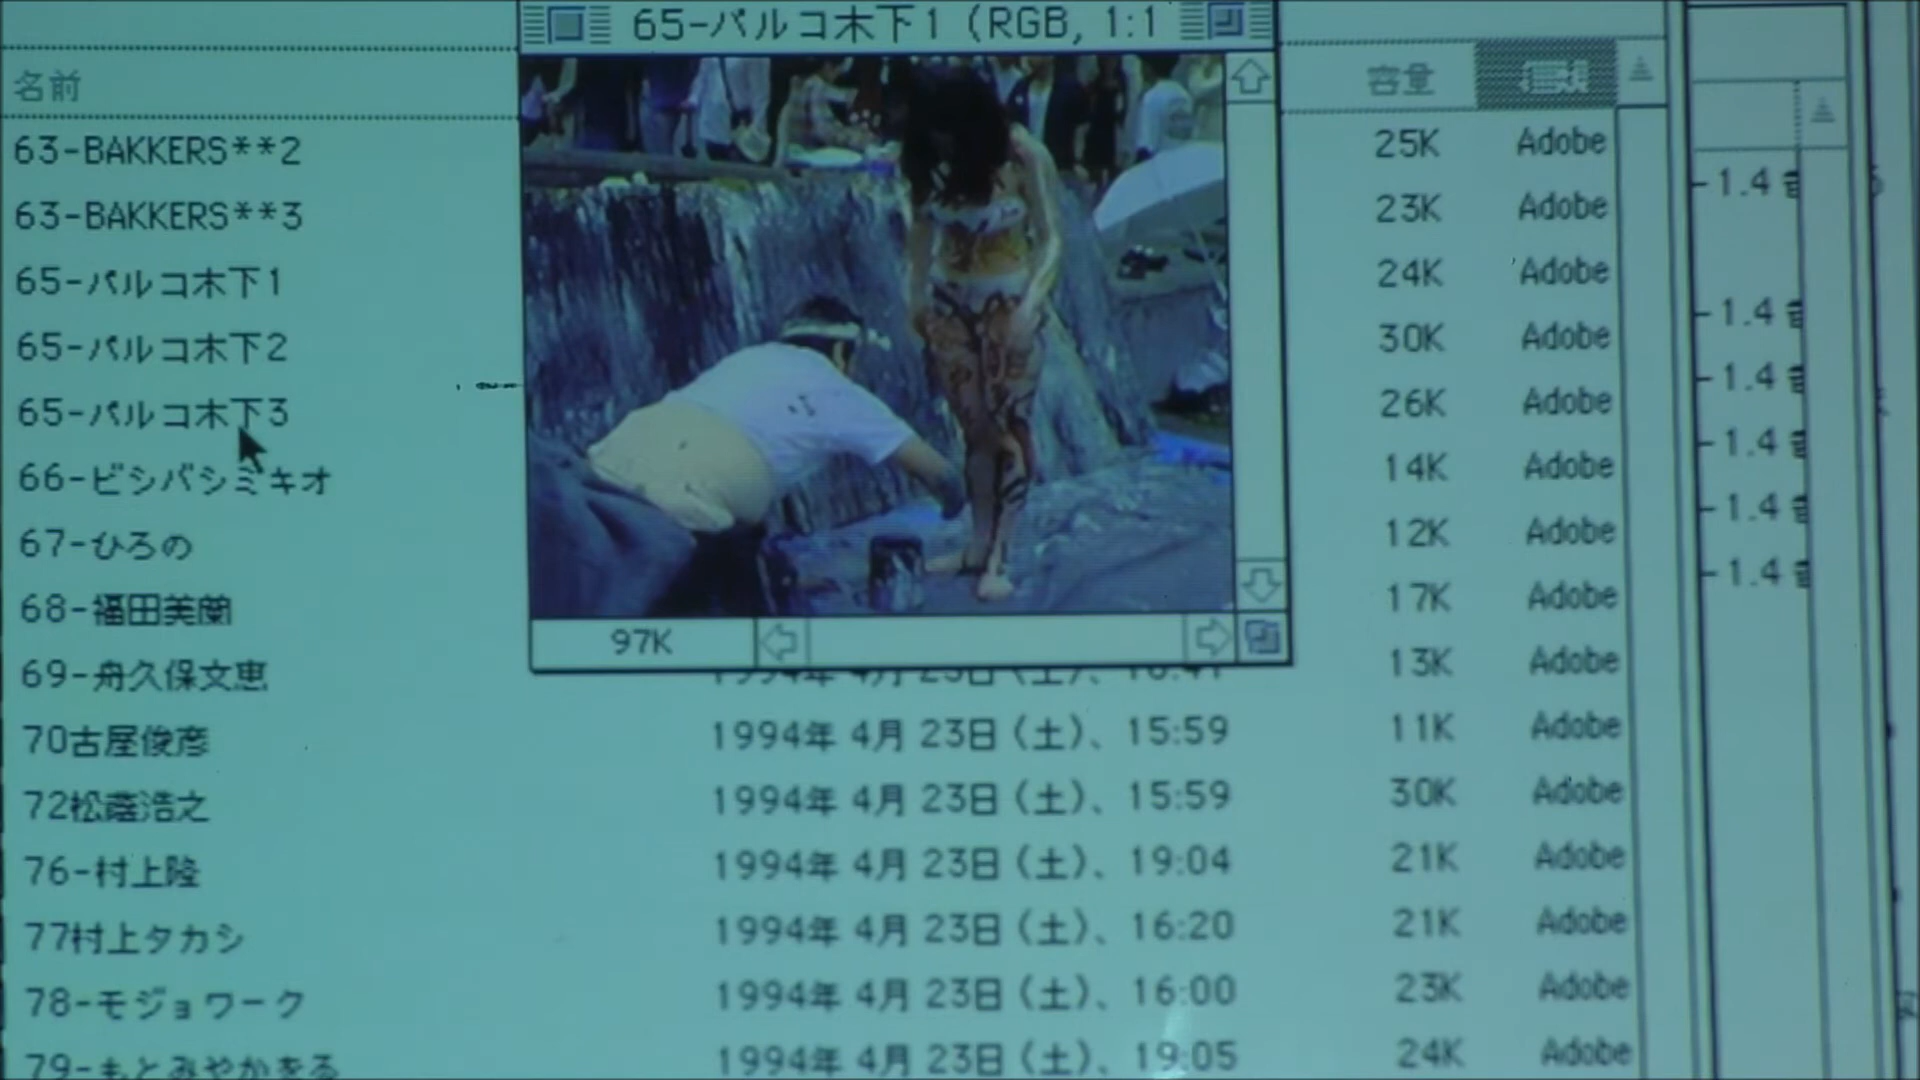 65-パルコ木下1 (RGB, 1:1
名前 容量
63-BAKKERS**2 25K Adobe
63-BAKKERS**3 23K Adobe
65-パルコ木下1 24K Adobe
65-パルコ木下2 30K Adobe
65-パルコ木下3 26K Adobe
66-ビシバシミキオ 14K Adobe
67-ひろの 12K Adobe
68-福田美蘭 17K Adobe
69-舟久保文恵 13K Adobe
97K
70古屋俊彦 1994年 4月 23日 (土)、 15:59 11K Adobe
72松蔭浩之 1994年 4月 23日 (土)、 15:59 30K Adobe
76-村上隆 1994年 4月 23日 (土)、 19:04 21K Adobe
77村上タカシ 1994年 4月 23日 (土)、 16:20 21K Adobe
78-モジョワーク 1994年 4月 23日 (土)、 16:00 23K Adobe
79-もとみやかをる 1994年 4月 23日 (土)、 19:05 24K Adobe
-1.4
-1.4
-1.4
-1.4
-1.4
-1.4